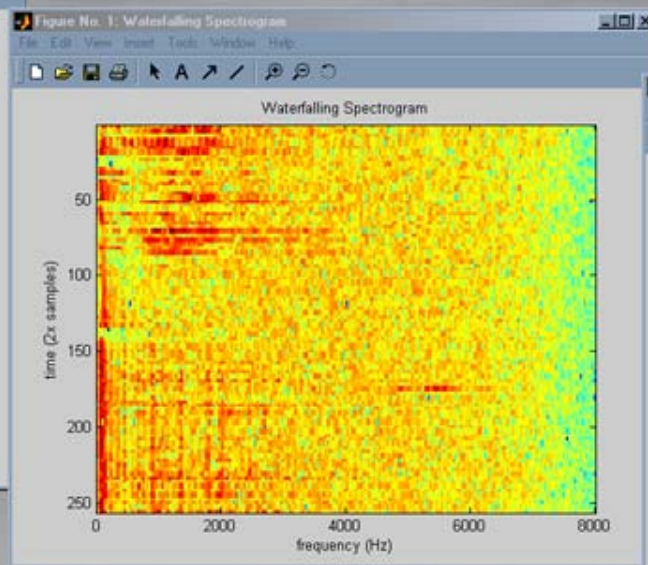 Figure No. 1: Waterfalling Spectrogram
File Edit View Insert Tools Window Help
A
Waterfalling Spectrogram
50
100
150
200
250
time (2x samples)
0 2000 4000 6000 8000
frequency (Hz)